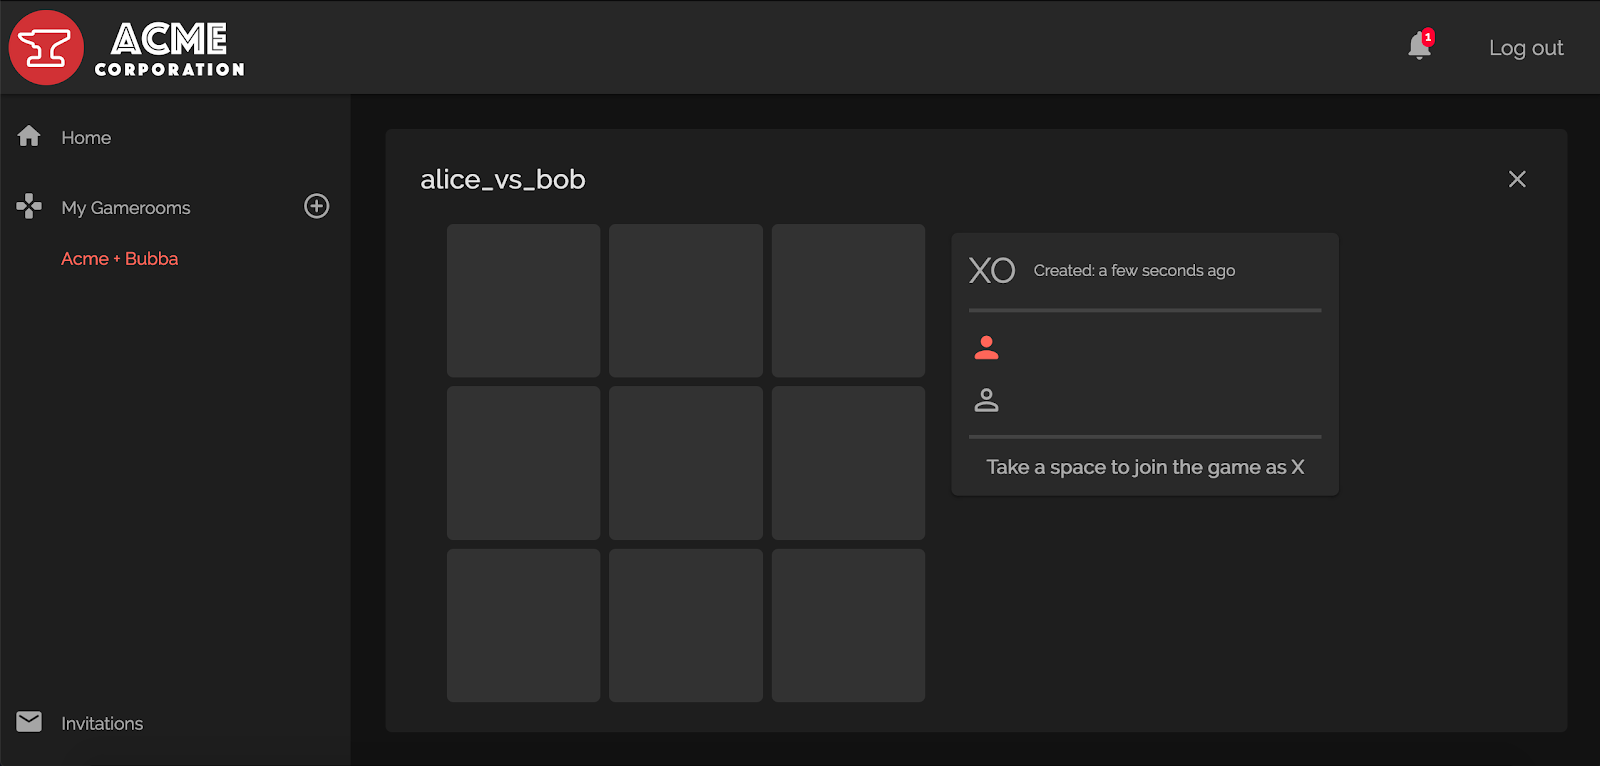 ACME
CORPORATION
1
Log out
Home
My Gamerooms
Acme + Bubba
Invitations
alice_vs_bob
XO
Created: a few seconds ago
Take a space to join the game as X